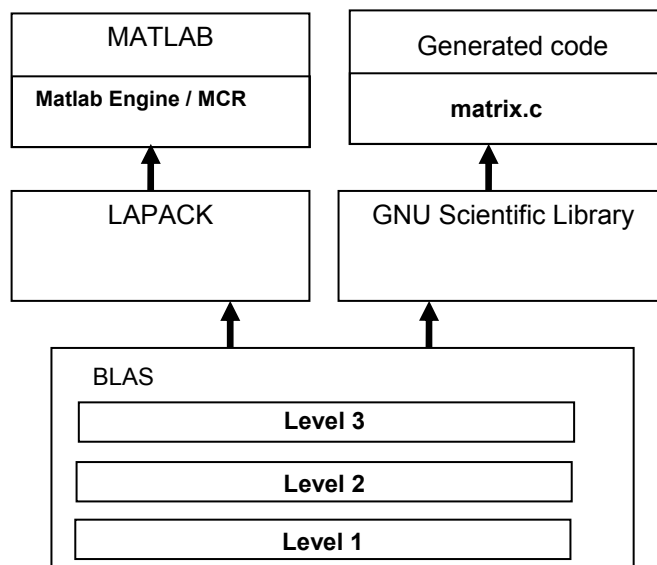 MATLAB
Matlab Engine / MCR
Generated code
matrix.c
LAPACK
GNU Scientific Library
BLAS
Level 3
Level 2
Level 1